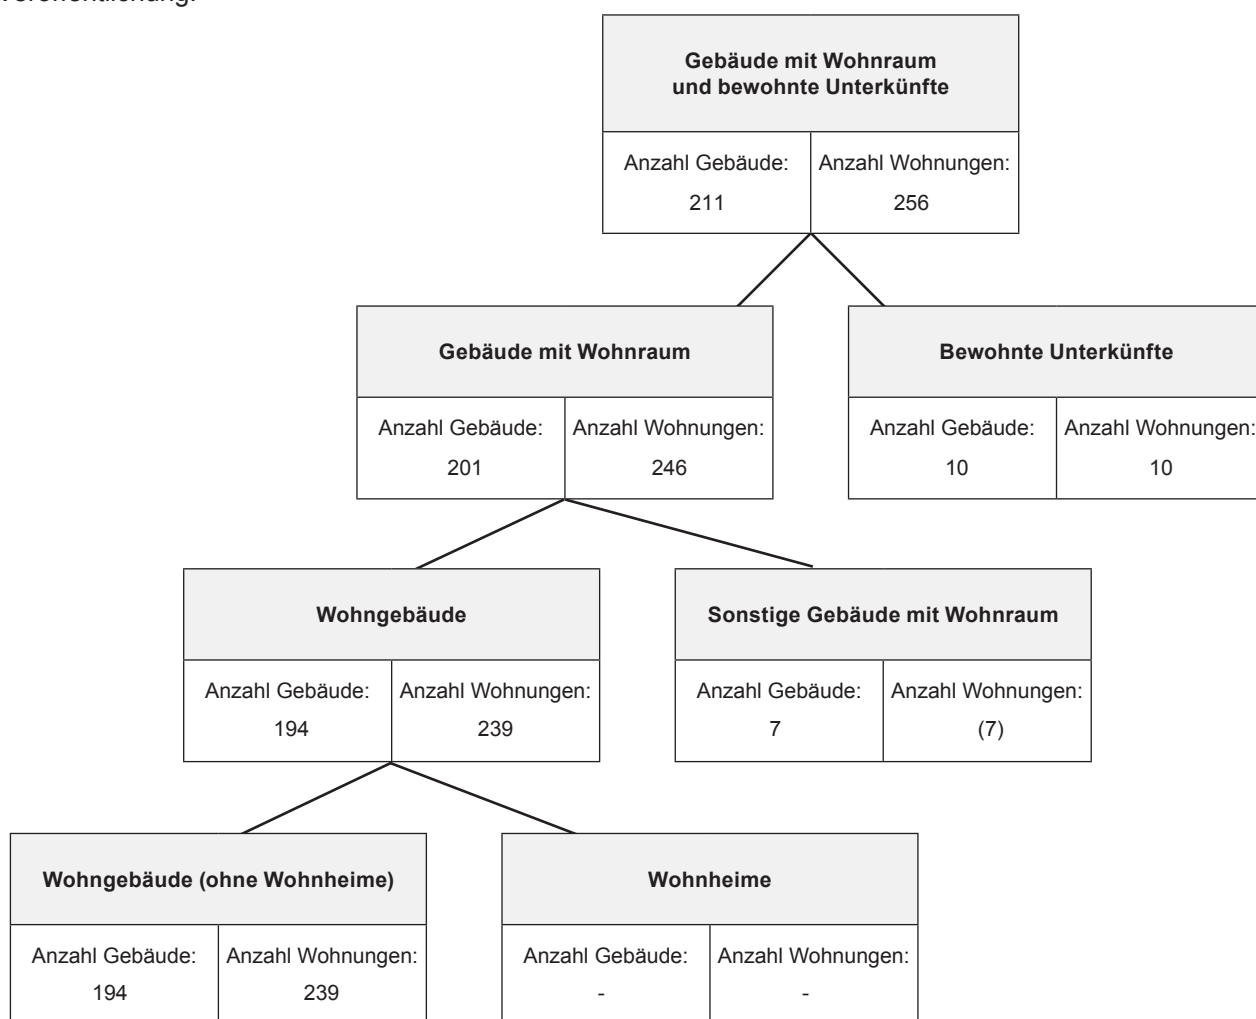 Veröffentlichung.
Gebäude mit Wohnraum
und bewohnte Unterkünfte
Anzahl Gebäude: Anzahl Wohnungen:
211 256
Gebäude mit Wohnraum
Anzahl Gebäude: Anzahl Wohnungen:
201 246
Bewohnte Unterkünfte
Anzahl Gebäude: Anzahl Wohnungen:
10 10
Wohngebäude
Anzahl Gebäude: Anzahl Wohnungen:
194 239
Sonstige Gebäude mit Wohnraum
Anzahl Gebäude: Anzahl Wohnungen:
7 (7)
Wohngebäude (ohne Wohnheime)
Anzahl Gebäude: Anzahl Wohnungen:
194 239
Wohnheime
Anzahl Gebäude: Anzahl Wohnungen:
- -